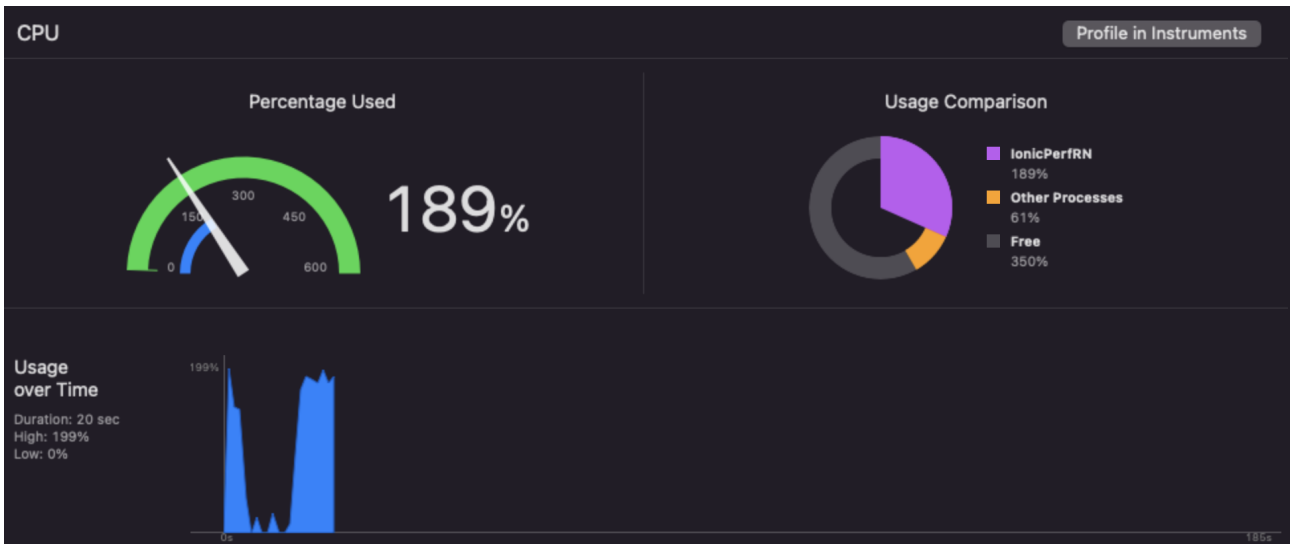 CPU
Profile in Instruments
Percentage Used
0
150
300
450
600
189%
Usage Comparison
IonicPerfRN
189%
Other Processes
61%
Free
350%
Usage
over Time
Duration: 20 sec
High: 199%
Low: 0%
199%
0s
185s